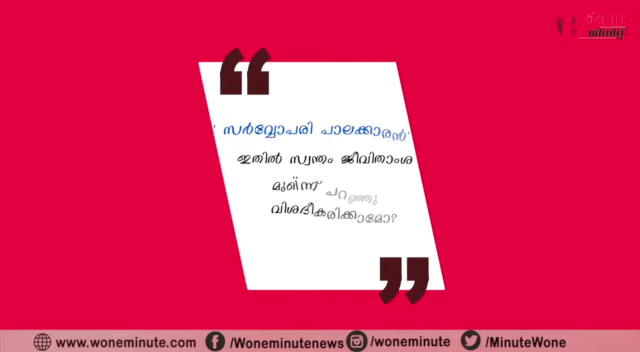 ' സർവ്വോപരി പാലക്കാരൻ'
ഇതിൽ സ്വന്തം ജീവിതാംശ
പറഞ്ഞു
വിശദീകരിക്കാമോ?
www.woneminute.com /Woneminutenews /woneminute /MinuteWone